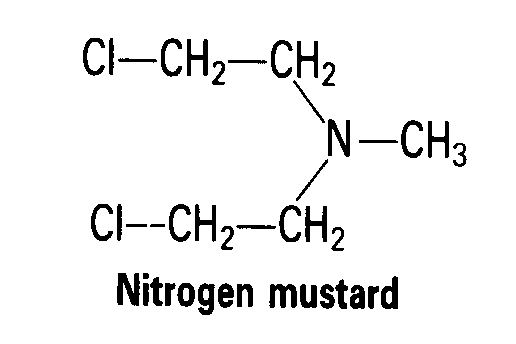 Cl—CH₂—CH₂
N—CH₃
Cl--CH₂—CH₂
Nitrogen mustard